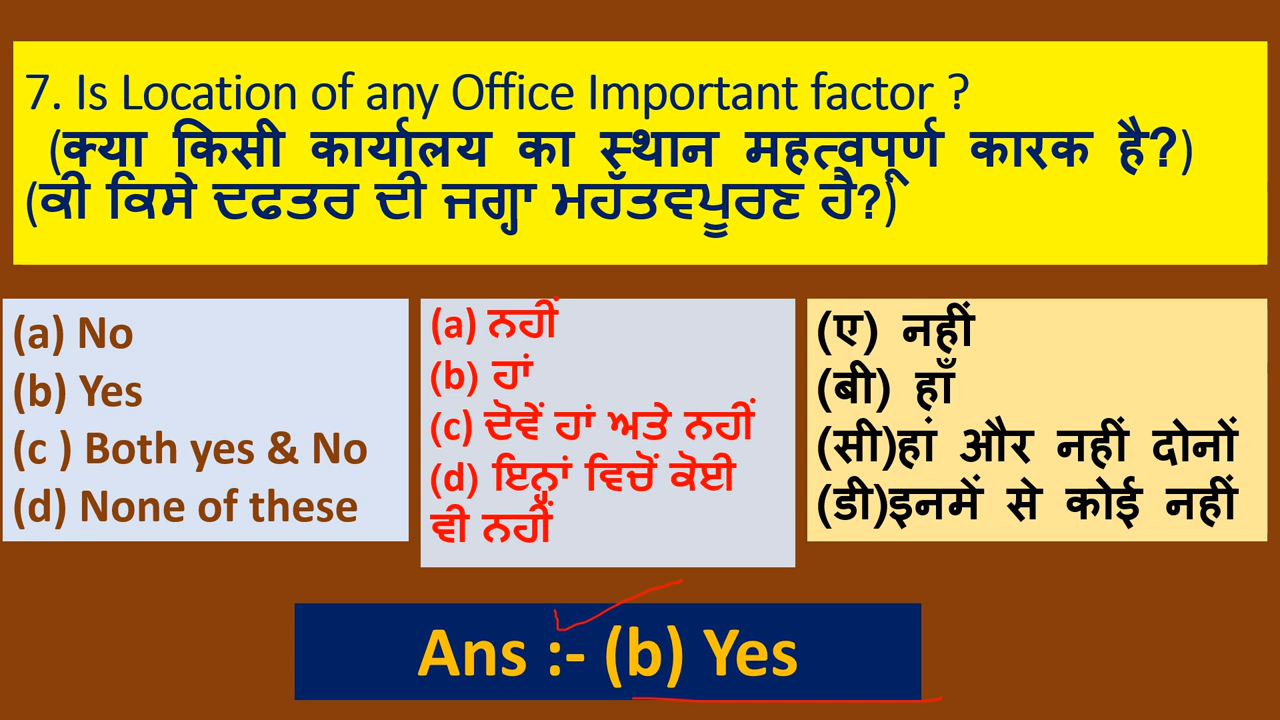 7. Is Location of any Office Important factor ?
(क्या किसी कार्यालय का स्थान महत्वपूर्ण कारक है?)
(ਕੀ ਕਿਸੇ ਦਫਤਰ ਦੀ ਜਗ੍ਹਾ ਮਹੱਤਵਪੂਰਣ ਹੈ?)
(a) No
(b) Yes
(c ) Both yes & No
(d) None of these
(a) ਨਹੀਂ
(b) ਹਾਂ
(c) ਦੋਵੇਂ ਹਾਂ ਅਤੇ ਨਹੀਂ
(d) ਇਨ੍ਹਾਂ ਵਿਚੋਂ ਕੋਈ
ਵੀ ਨਹੀਂ
(ए) नहीं
(बी) हाँ
(सी)हां और नहीं दोनों
(डी)इनमें से कोई नहीं
Ans :- (b) Yes